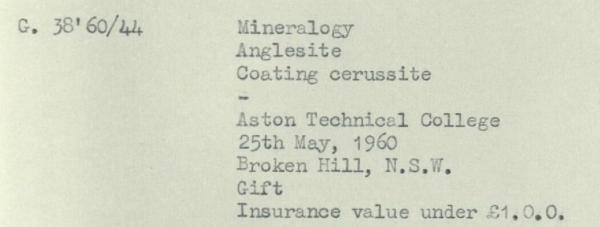 G. 38'60/44 Mineralogy
Anglesite
Coating cerussite
-
Aston Technical College
25th May, 1960
Broken Hill, N.S.W.
Gift
Insurance value under £1.0.0.